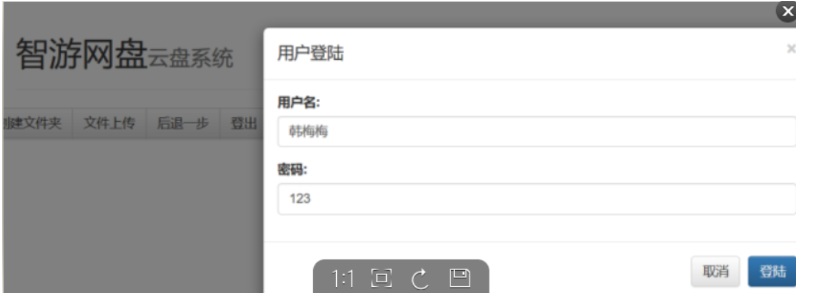 智游网盘云盘系统
创建文件夹 文件上传 后退一步 登出
用户登陆
×
用户名:
韩梅梅
密码:
123
取消 登陆
1:1